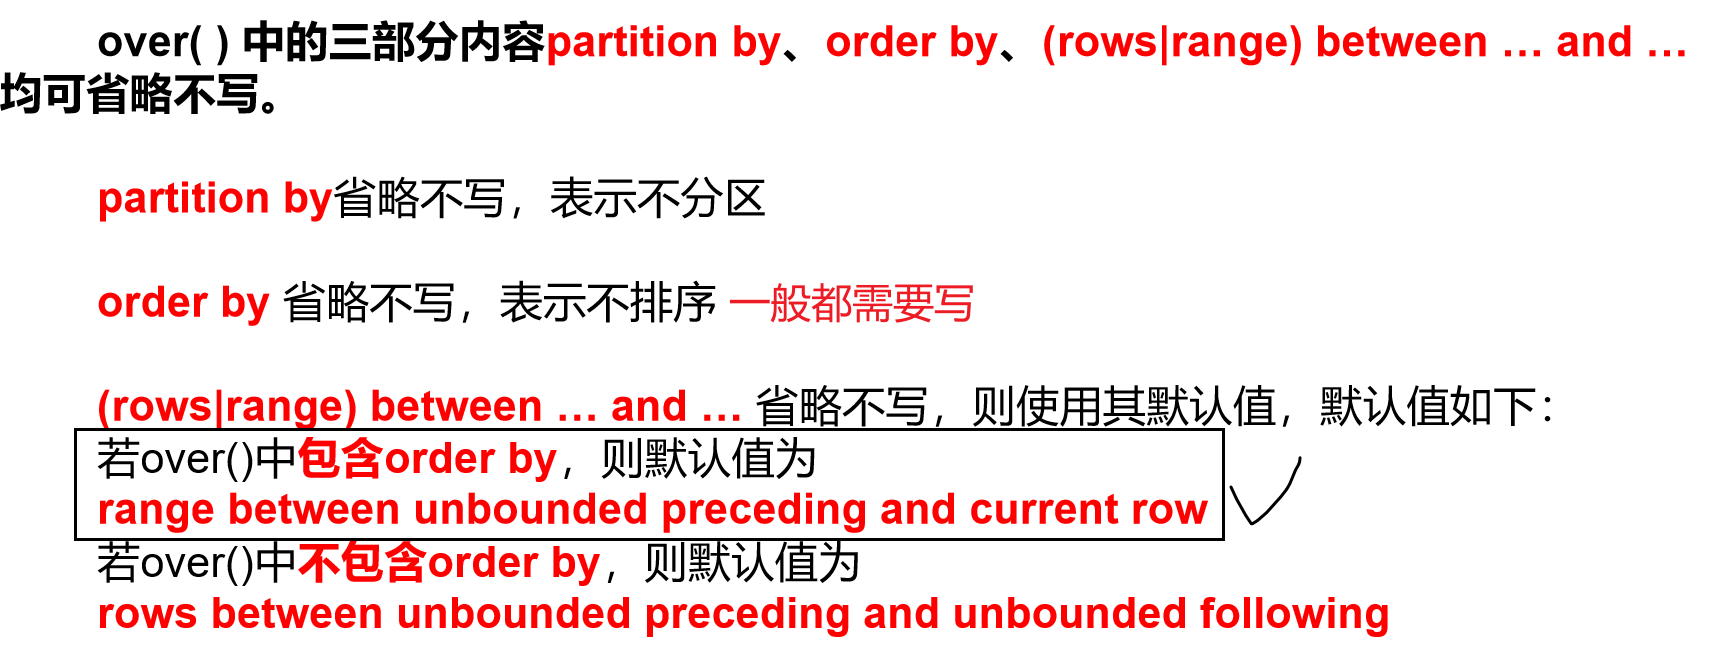 over( ) 中的三部分内容partition by、order by、(rows|range) between … and …
均可省略不写。
partition by省略不写，表示不分区
order by 省略不写，表示不排序 一般都需要写
(rows|range) between … and … 省略不写，则使用其默认值，默认值如下：
若over()中包含order by，则默认值为
range between unbounded preceding and current row
若over()中不包含order by，则默认值为
rows between unbounded preceding and unbounded following